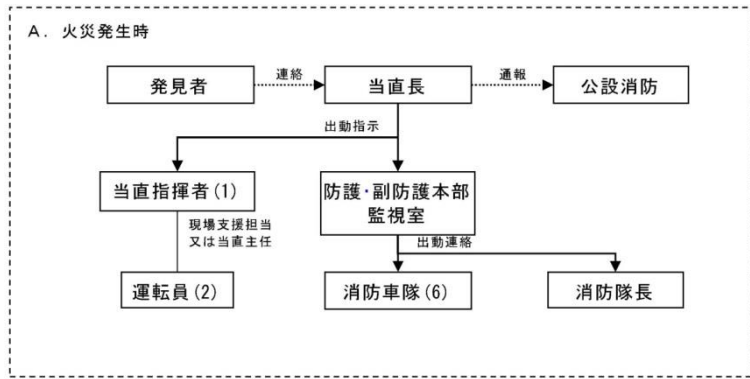 A. 火災発生時
発見者
連絡
当直長
通報
公設消防
出動指示
当直指揮者(1)
防護・副防護本部
監視室
現場支援担当
又は当直主任
出動連絡
運転員(2)
消防車隊(6)
消防隊長